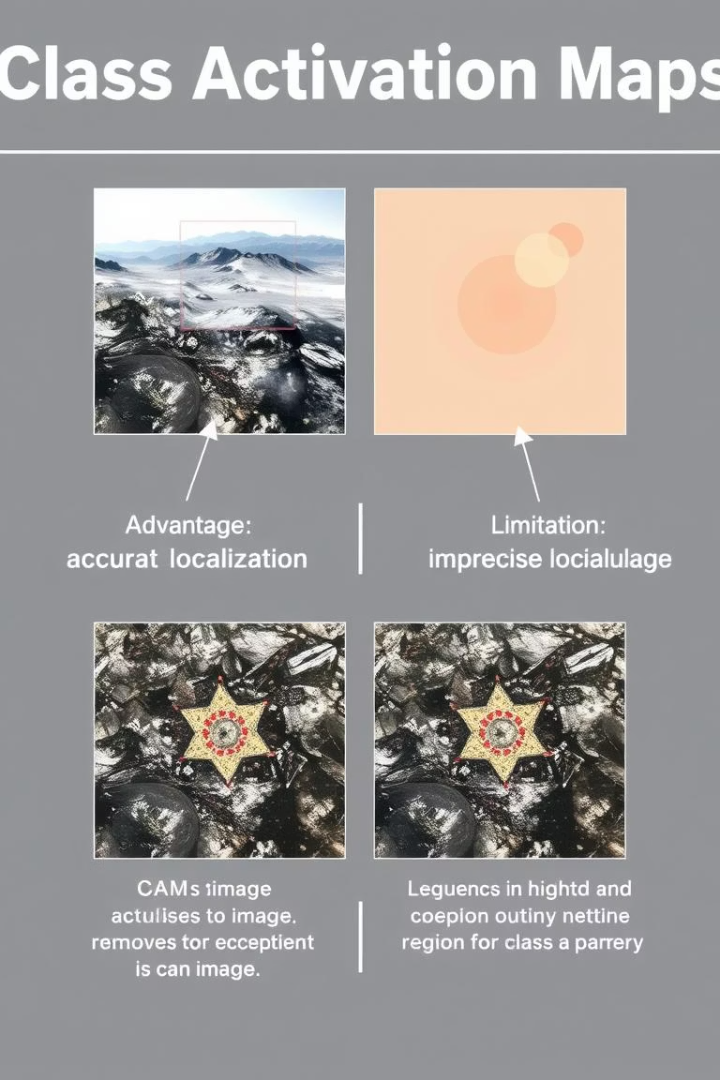 Class Activation Maps
Advantage:
accurat localization
Limitation:
imprecise locialulage
CAMs timage
actulises to image.
removes tor ecceptient
is can image.
Leguencs in hightd and
coepion outiny nettine
region for class a parrery